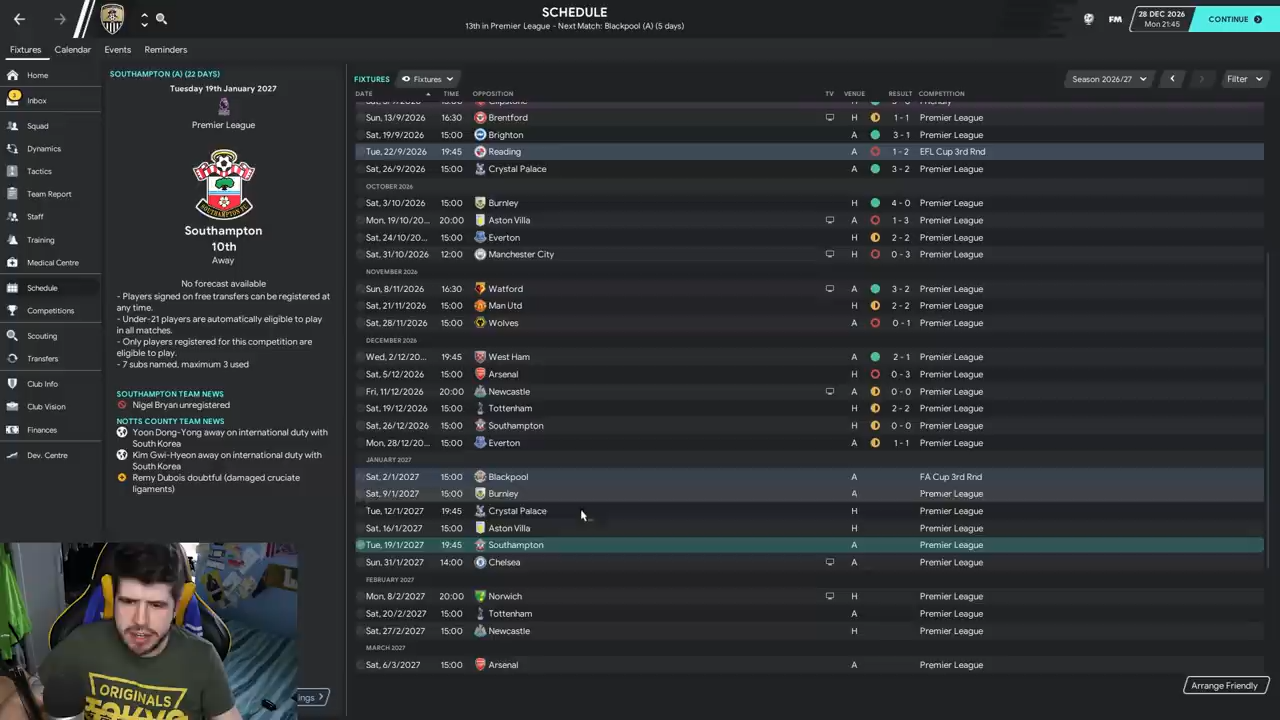 SCHEDULE
13th in Premier League - Next Match: Blackpool (A) (5 days)
FM
28 DEC 2026
Mon 21:45
CONTINUE
Fixtures Calendar Events Reminders
Home
3
Inbox
Squad
Dynamics
Tactics
Team Report
Staff
Training
Medical Centre
Schedule
Competitions
Scouting
Transfers
Club Info
Club Vision
Finances
Dev. Centre
SOUTHAMPTON (A) (22 DAYS)
Tuesday 19th January 2027
Premier League
Southampton
10th
Away
No forecast available
- Players signed on free transfers can be registered at
any time.
- Under-21 players are automatically eligible to play
in all matches.
- Only players registered for this competition are
eligible to play.
- 7 subs named, maximum 3 used
SOUTHAMPTON TEAM NEWS
Nigel Bryan unregistered
NOTTS COUNTY TEAM NEWS
Yoon Dong-Yong away on international duty with
South Korea
Kim Gwi-Hyeon away on international duty with
South Korea
Remy Dubois doubtful (damaged cruciate
ligaments)
ings
ORIGINALS
FIXTURES Fixtures Season 2026/27 Filter
DATE TIME OPPOSITION TV VENUE RESULT COMPETITION
Sun, 13/9/2026 16:30 Brentford H 1 - 1 Premier League
Sat, 19/9/2026 15:00 Brighton A 3 - 1 Premier League
Tue, 22/9/2026 19:45 Reading A 1 - 2 EFL Cup 3rd Rnd
Sat, 26/9/2026 15:00 Crystal Palace A 3 - 2 Premier League
OCTOBER 2026
Sat, 3/10/2026 15:00 Burnley H 4 - 0 Premier League
Mon, 19/10/20... 20:00 Aston Villa A 1 - 3 Premier League
Sat, 24/10/20... 15:00 Everton H 2 - 2 Premier League
Sat, 31/10/2026 12:00 Manchester City H 0 - 3 Premier League
NOVEMBER 2026
Sun, 8/11/2026 16:30 Watford A 3 - 2 Premier League
Sat, 21/11/2026 15:00 Man Utd H 2 - 2 Premier League
Sat, 28/11/2026 15:00 Wolves A 0 - 1 Premier League
DECEMBER 2026
Wed, 2/12/20... 19:45 West Ham A 2 - 1 Premier League
Sat, 5/12/2026 15:00 Arsenal H 0 - 3 Premier League
Fri, 11/12/2026 20:00 Newcastle A 0 - 0 Premier League
Sat, 19/12/2026 15:00 Tottenham H 2 - 2 Premier League
Sat, 26/12/2026 15:00 Southampton H 0 - 0 Premier League
Mon, 28/12/20... 15:00 Everton A 1 - 1 Premier League
JANUARY 2027
Sat, 2/1/2027 15:00 Blackpool A FA Cup 3rd Rnd
Sat, 9/1/2027 15:00 Burnley A Premier League
Tue, 12/1/2027 19:45 Crystal Palace H Premier League
Sat, 16/1/2027 15:00 Aston Villa H Premier League
Tue, 19/1/2027 19:45 Southampton A Premier League
Sun, 31/1/2027 14:00 Chelsea A Premier League
FEBRUARY 2027
Mon, 8/2/2027 20:00 Norwich H Premier League
Sat, 20/2/2027 15:00 Tottenham A Premier League
Sat, 27/2/2027 15:00 Newcastle H Premier League
MARCH 2027
Sat, 6/3/2027 15:00 Arsenal A Premier League
Arrange Friendly